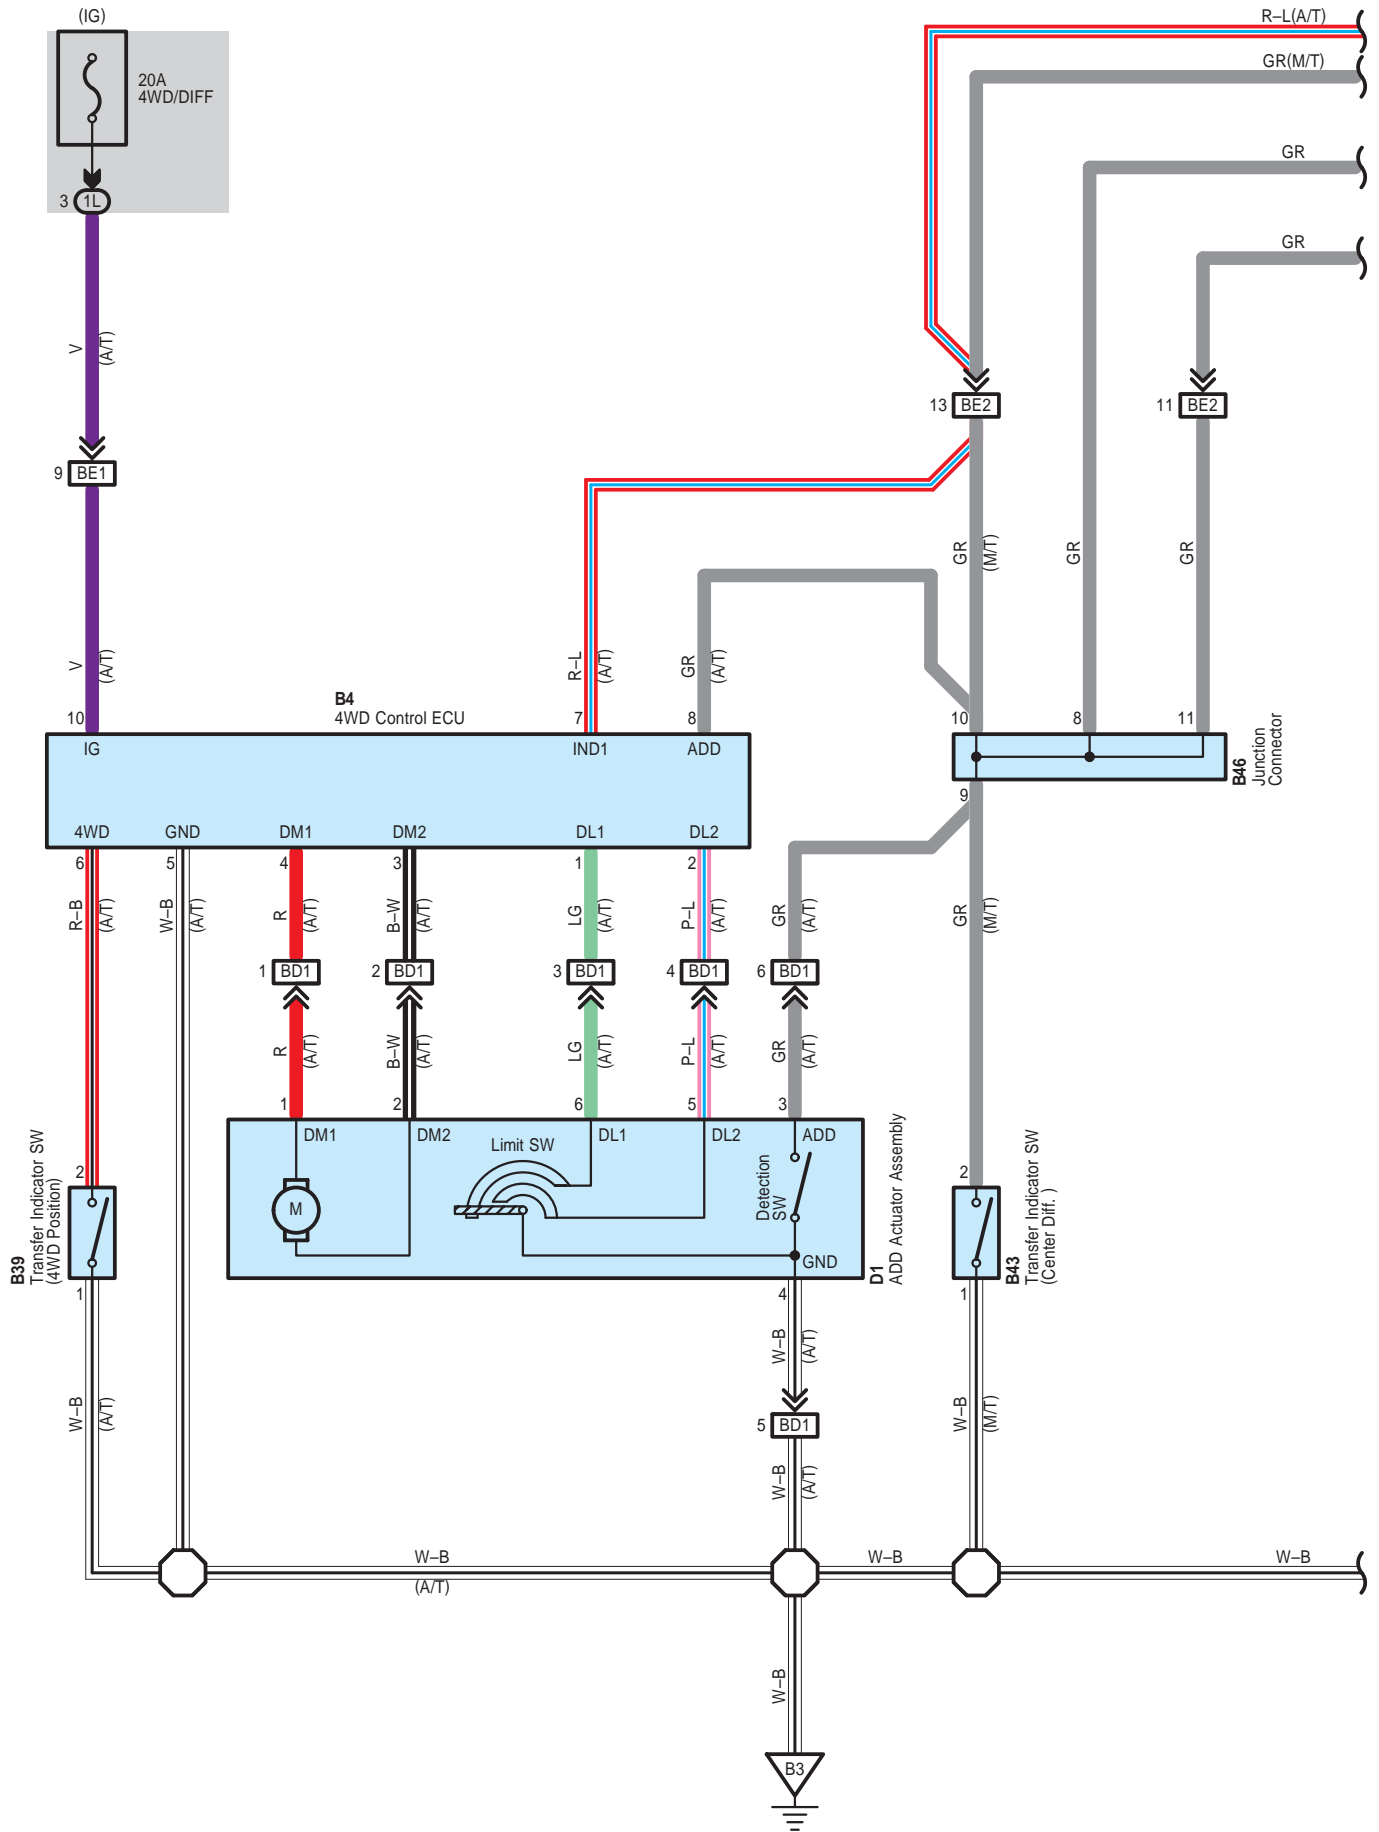 (IG)
20A
4WD/DIFF
3 1L
R–L(A/T)
GR(M/T)
GR
GR
V
(A/T)
13 BE2
11 BE2
9 BE1
GR
(M/T)
GR
GR
V
(A/T)
R–L
(A/T)
GR
(A/T)
B4
4WD Control ECU
10
7
8
10
8
11
IG
IND1
ADD
B46
Junction
Connector
9
4WD
GND
DM1
DM2
DL1
DL2
6
5
4
3
1
2
R–B
(A/T)
W–B
(A/T)
R
(A/T)
B–W
(A/T)
LG
(A/T)
P–L
(A/T)
GR
(A/T)
GR
(M/T)
1 BD1
2 BD1
3 BD1
4 BD1
6 BD1
R
(A/T)
B–W
(A/T)
LG
(A/T)
P–L
(A/T)
GR
(A/T)
1
2
6
5
3
DM1
DM2
Limit SW
DL1
DL2
ADD
Detection
SW
M
GND
D1
ADD Actuator Assembly
2
B39
Transfer Indicator SW
(4WD Position)
1
2
B43
Transfer Indicator SW
(Center Diff. )
1
4
W–B
(A/T)
W–B
(A/T)
W–B
(M/T)
5 BD1
W–B
(A/T)
W–B
(A/T)
W–B
W–B
W–B
B3